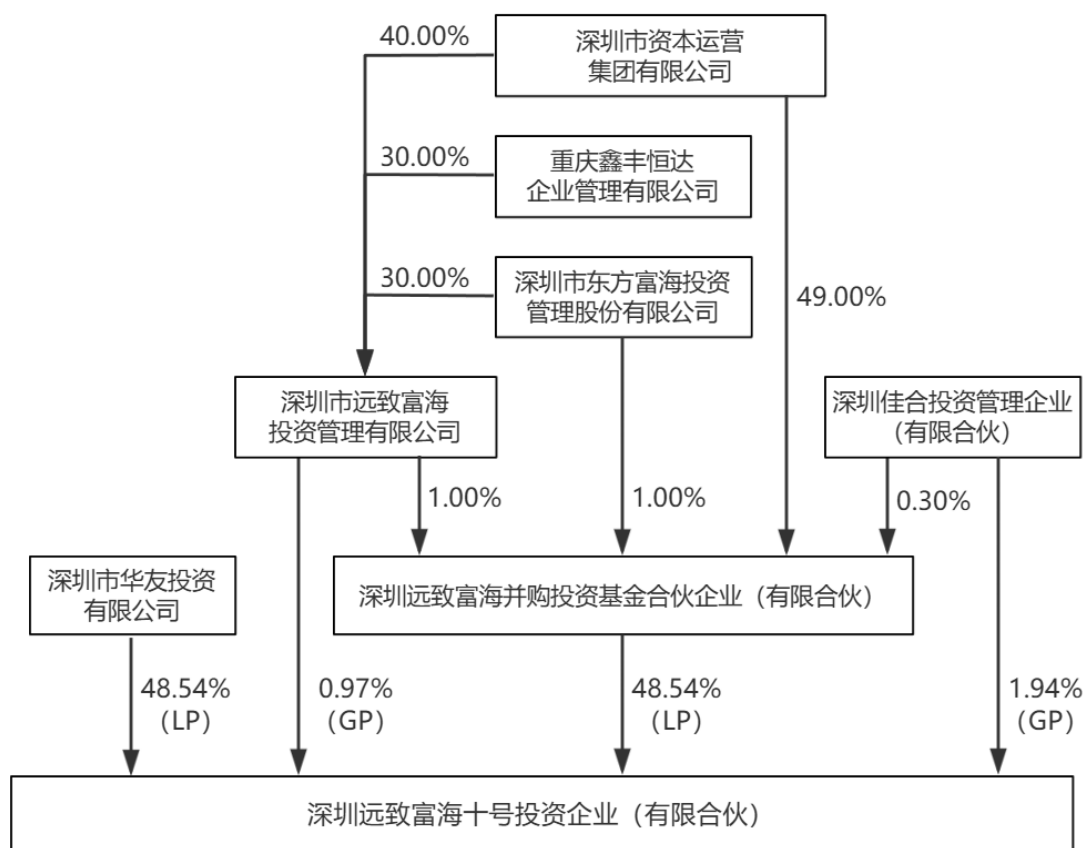 40.00%
深圳市资本运营
集团有限公司
30.00%
重庆鑫丰恒达
企业管理有限公司
30.00%
深圳市东方富海投资
管理股份有限公司
49.00%
深圳市远致富海
投资管理有限公司
深圳佳合投资管理企业
（有限合伙）
1.00%
1.00%
0.30%
深圳市华友投资
有限公司
深圳远致富海并购投资基金合伙企业（有限合伙）
48.54%
（LP）
0.97%
（GP）
48.54%
（LP）
1.94%
（GP）
深圳远致富海十号投资企业（有限合伙）